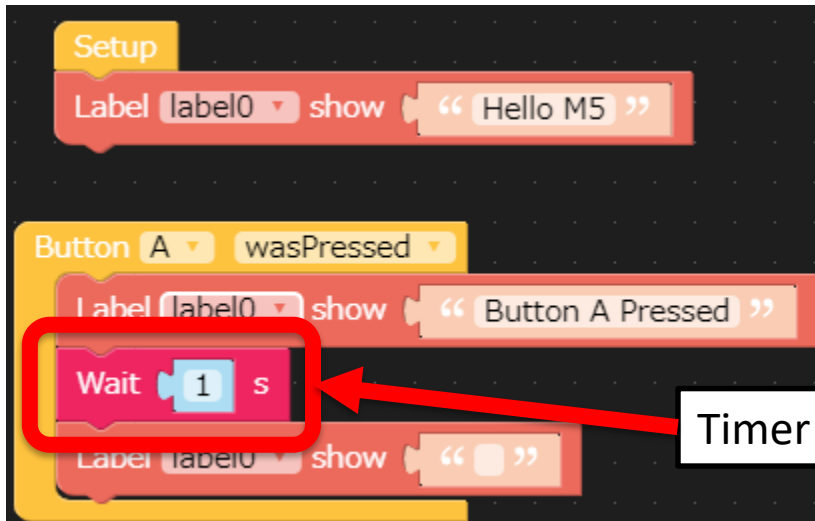 Setup
Label label0 show “ Hello M5 ”
Button A wasPressed
Label label0 show “ Button A Pressed ”
Wait 1 s
Timer
Label label0 show “ ”